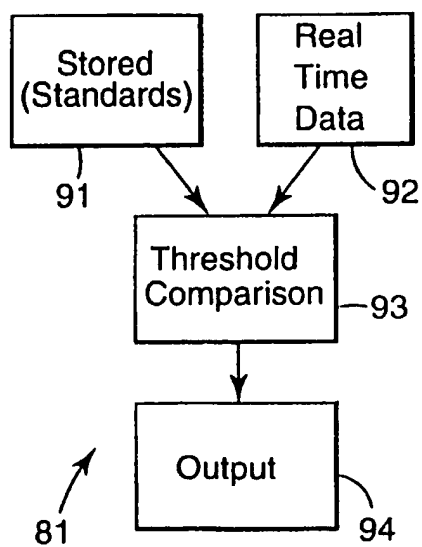 Stored
(Standards)
Real
Time
Data
91
92
Threshold
Comparison
93
Output
81
94